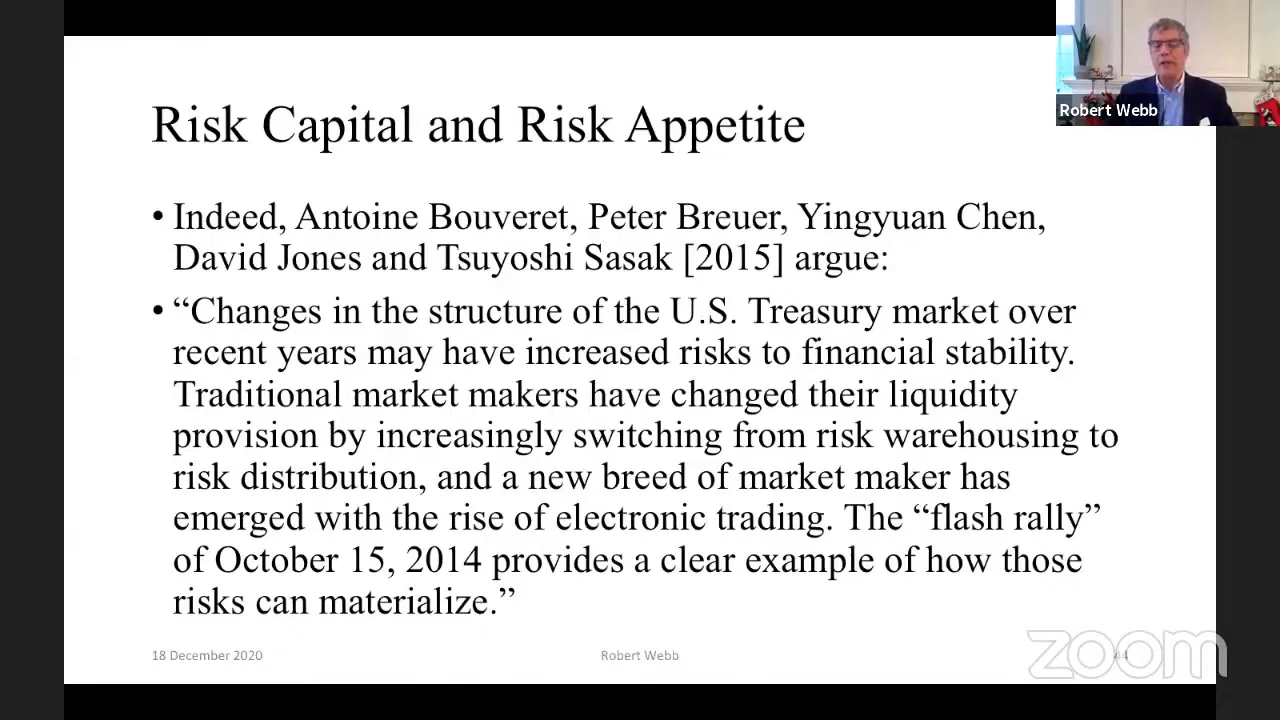 Robert Webb
Risk Capital and Risk Appetite
• Indeed, Antoine Bouveret, Peter Breuer, Yingyuan Chen,
David Jones and Tsuyoshi Sasak [2015] argue:
• “Changes in the structure of the U.S. Treasury market over
recent years may have increased risks to financial stability.
Traditional market makers have changed their liquidity
provision by increasingly switching from risk warehousing to
risk distribution, and a new breed of market maker has
emerged with the rise of electronic trading. The “flash rally”
of October 15, 2014 provides a clear example of how those
risks can materialize.”
18 December 2020
Robert Webb
44
zoom